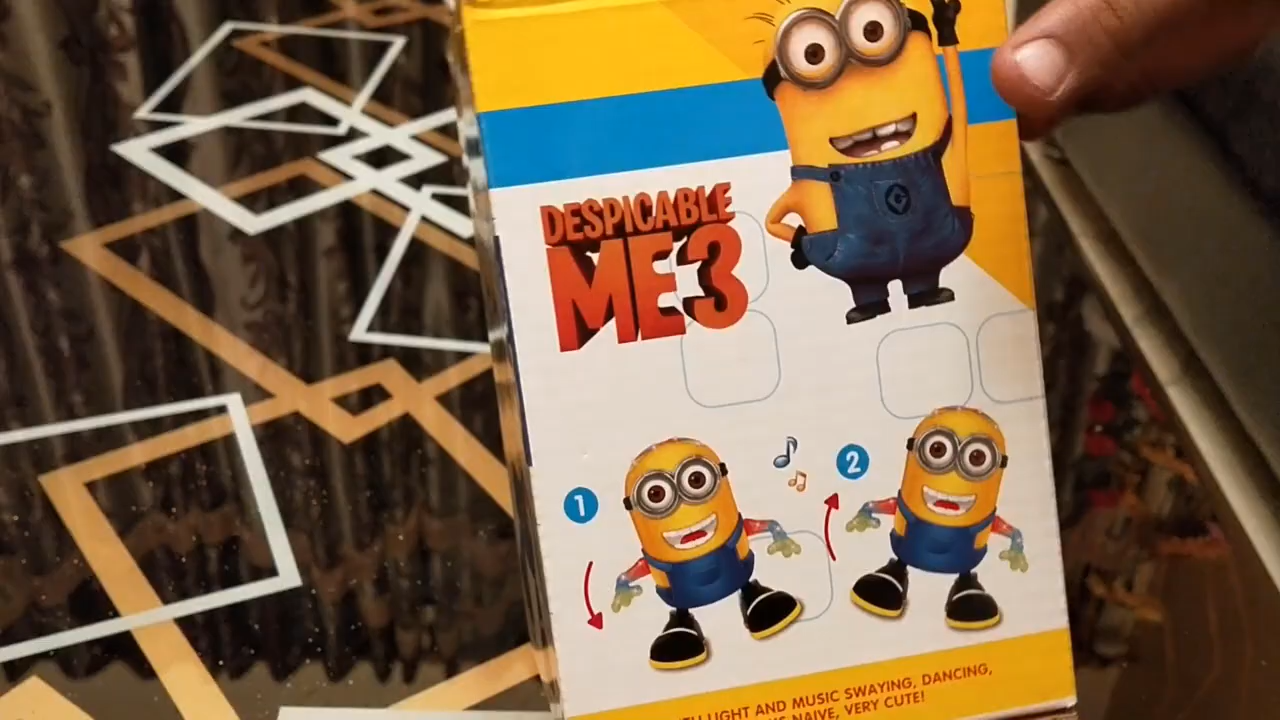 DESPICABLE
ME3
1
2
LIGHT AND MUSIC SWAYING, DANCING,
NAIVE, VERY CUTE!